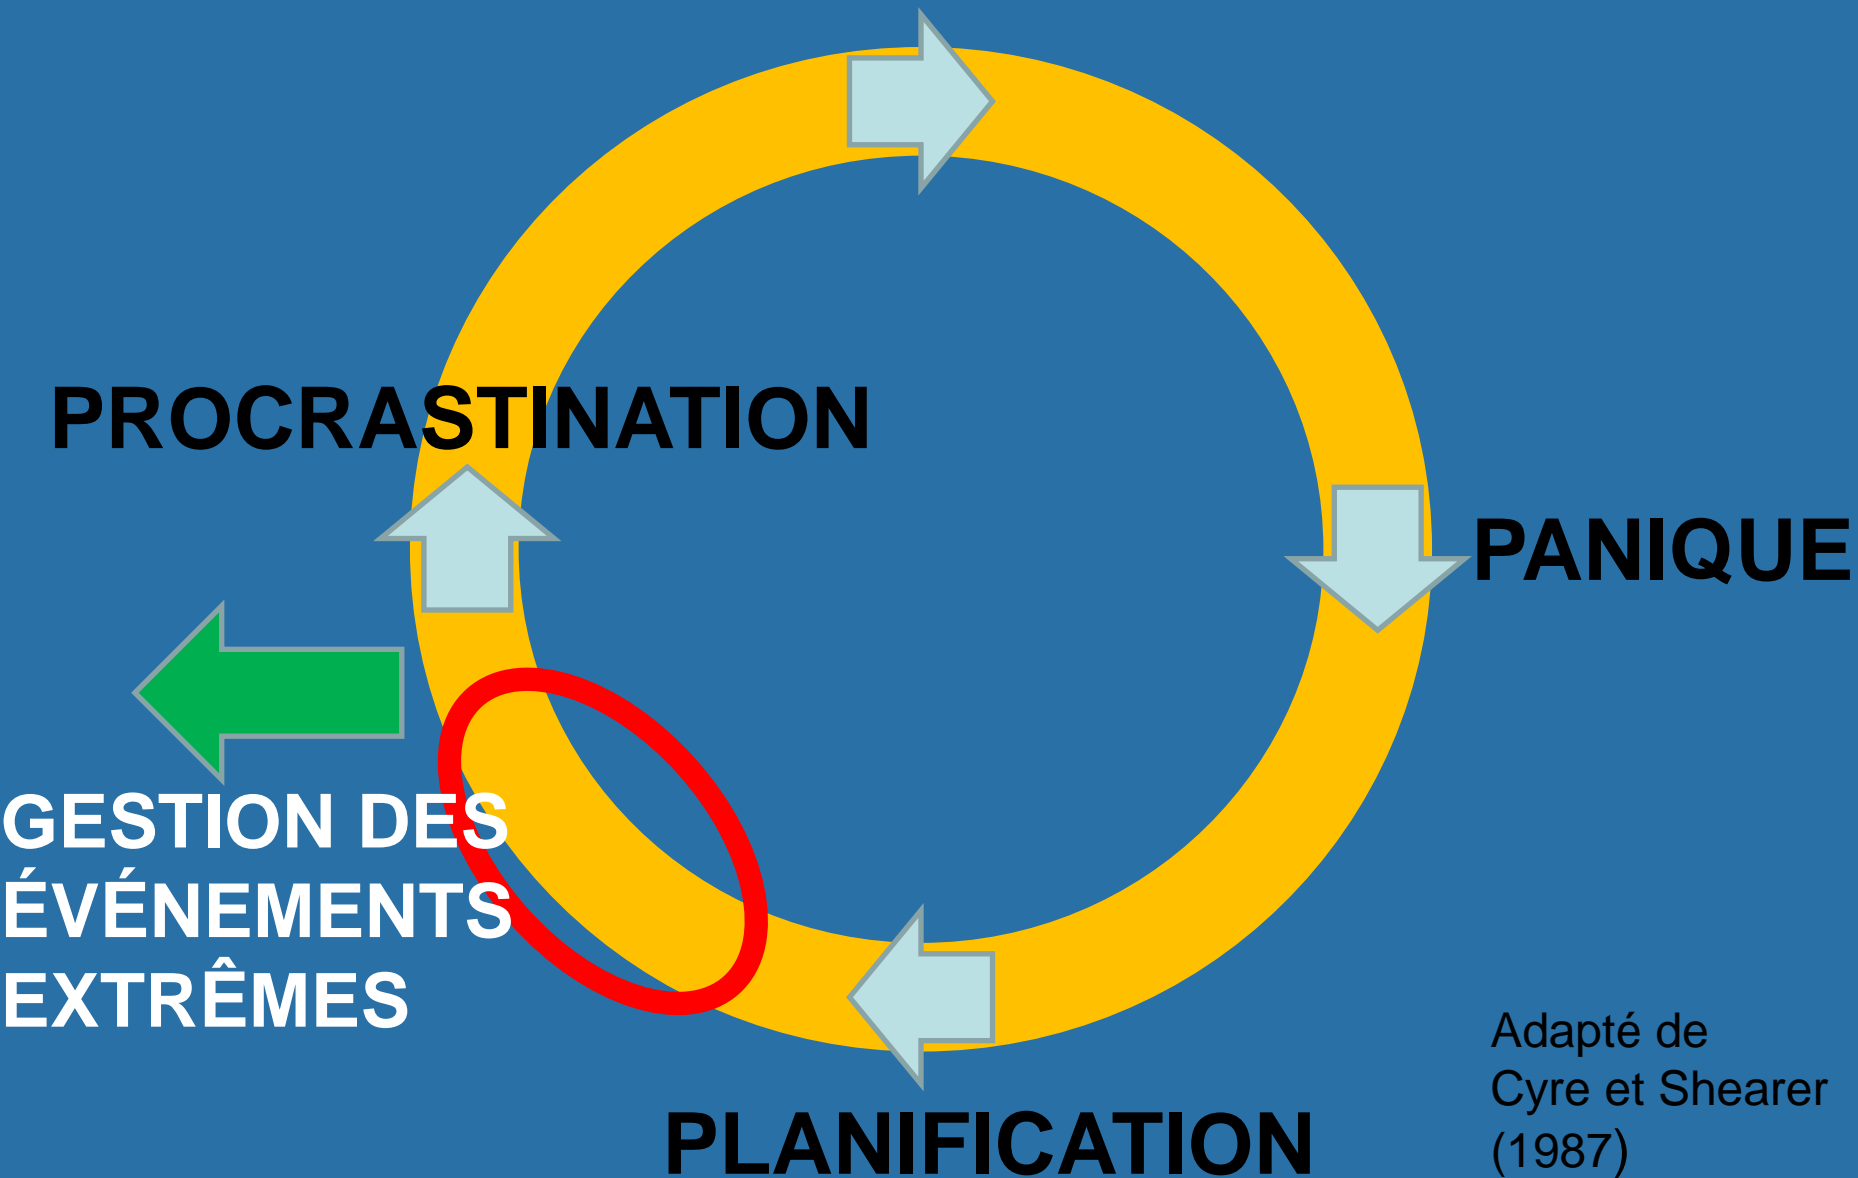 PROCRASTINATION
PANIQUE
GESTION DES
ÉVÉNEMENTS
EXTRÊMES
PLANIFICATION
Adapté de
Cyre et Shearer
(1987)